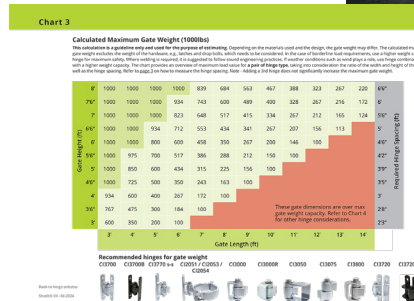 Chart 3
Calculated Maximum Gate Weight (1000lbs)
This calculation is a guideline only and used for the purpose of estimating. Depending on the materials used and the design, the gate weight may differ. The calculated maximum
gate weight excludes the weight of the hardware, e.g., latches and drop bolts, which needs to be considered. In the case of borderline load requirements, use a higher weight capacity
hinge for maximum safety. Where welding is required, it is suggested to follow sound engineering practices. If weather conditions such as wind plays a role, use hinge combinations
with a higher weight capacity. The chart provides an overview of maximum load value for a pair of hinge type, taking into consideration the ratio of the width and height of the
well as the hinge spacing. Refer to page 3 on how to measure the hinge spacing. Note - Adding a 3rd hinge does not significantly increase the maximum gate weight.
Gate Height (ft)
8' 1000 1000 1000 1000 839 684 563 467 388 323 267 220 6'6"
7'6" 1000 1000 1000 934 743 600 489 400 328 267 216 172 6'
7' 1000 1000 1000 823 648 517 415 334 267 212 165 124 5'6"
6'6" 1000 1000 934 712 553 434 341 267 207 156 113 5'
6' 1000 1000 800 600 458 350 267 200 146 100 4'6"
5'6" 1000 975 700 517 386 288 212 150 100 4'2"
5' 1000 850 600 434 315 225 156 100 3'9"
4'6" 1000 725 500 350 243 163 100 3'5"
4' 934 600 400 267 172 100 3'
3'6" 767 475 300 184 100 2'8"
3' 600 350 200 100 2'3"
Required Hinge Spacing (ft)
These gate dimensions are over max
gate weight capacity. Refer to Chart 4
for other hinge considerations.
3' 4' 5' 6' 7' 8' 9' 10' 11' 12' 13' 14'
Gate Length (ft)
Recommended hinges for gate weight
CI3700 CI3700B CI3770 s-s CI2051 / CI2053 / CI2054 CI3000 CI3000R CI3050 CI3075 CI3800 CI3720
Back to hinge selector